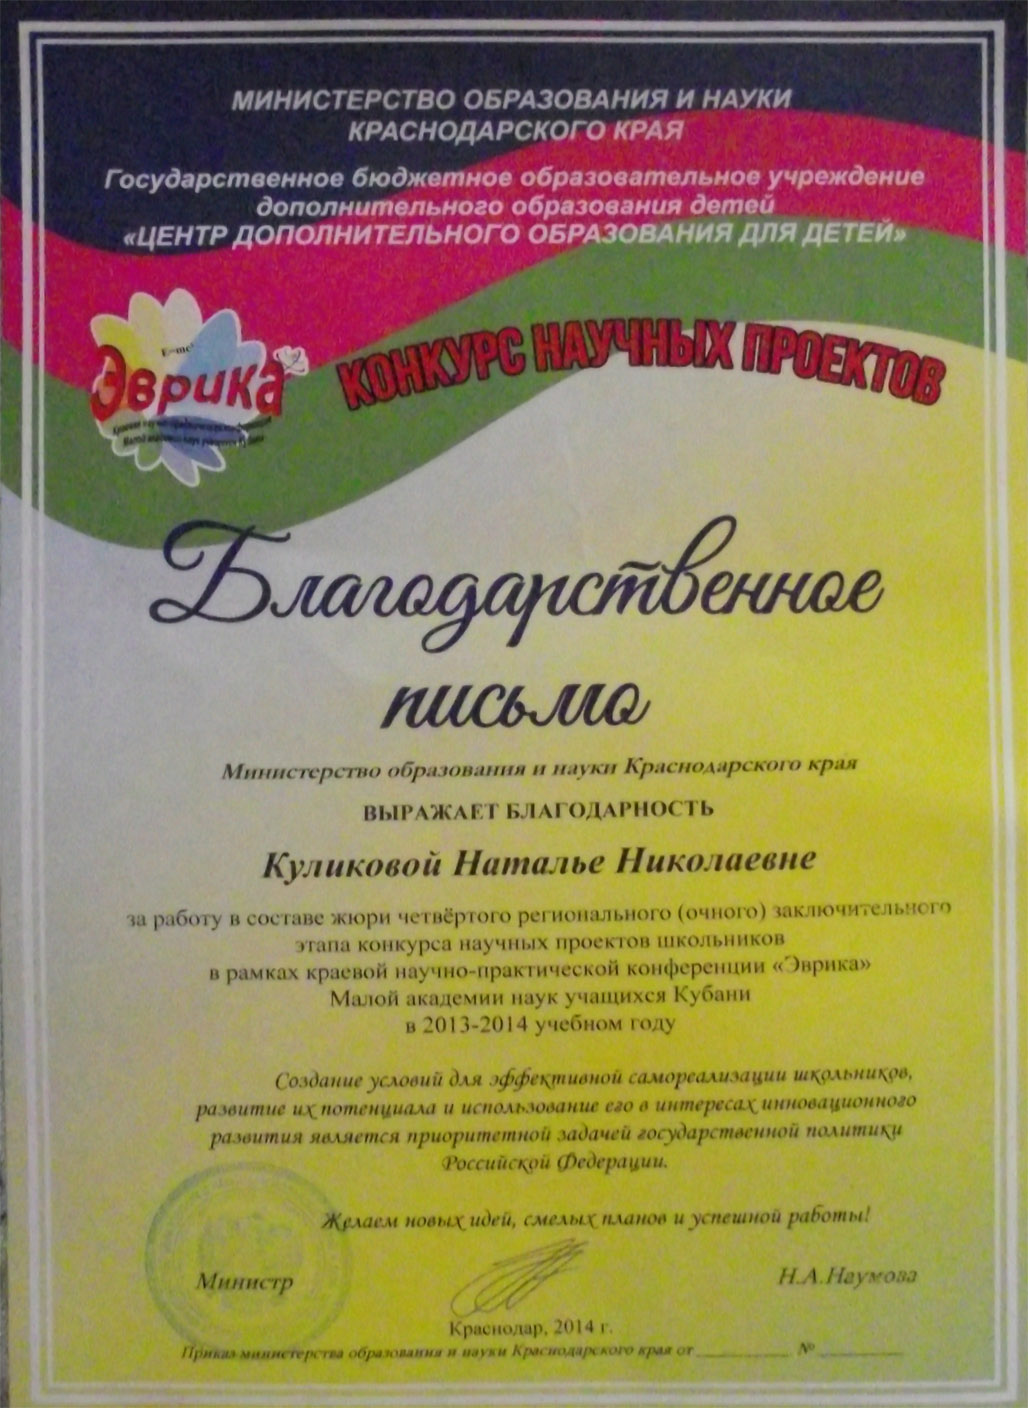 МИНИСТЕРСТВО ОБРАЗОВАНИЯ И НАУКИ
КРАСНОДАРСКОГО КРАЯ
Государственное бюджетное образовательное учреждение
дополнительного образования детей
«ЦЕНТР ДОПОЛНИТЕЛЬНОГО ОБРАЗОВАНИЯ ДЛЯ ДЕТЕЙ»
Эврика
КОНКУРС НАУЧНЫХ ПРОЕКТОВ
Благодарственное
письмо
Министерство образования и науки Краснодарского края
ВЫРАЖАЕТ БЛАГОДАРНОСТЬ
Куликовой Наталье Николаевне
за работу в составе жюри четвёртого регионального (очного) заключительного
этапа конкурса научных проектов школьников
в рамках краевой научно-практической конференции «Эврика»
Малой академии наук учащихся Кубани
в 2013-2014 учебном году
Создание условий для эффективной самореализации школьников,
развитие их потенциала и использование его в интересах инновационного
развития является приоритетной задачей государственной политики
Российской Федерации.
Желаем новых идей, смелых планов и успешной работы!
Министр
Н.А.Наумова
Краснодар, 2014 г.
Приказ министерства образования и науки Краснодарского края от ___________ № __________